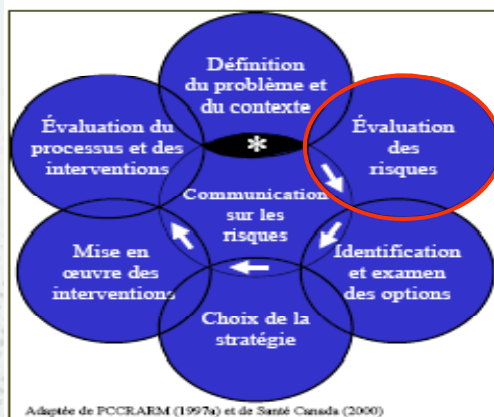 Définition
du problème et
du contexte
*
Évaluation
des
risques
Identification
et examen
des options
Choix de la
stratégie
Mise en
œuvre des
interventions
Évaluation du
processus et des
interventions
Communication
sur les
risques
Adaptée de PCCRARM (1997a) et de Santé Canada (2000)